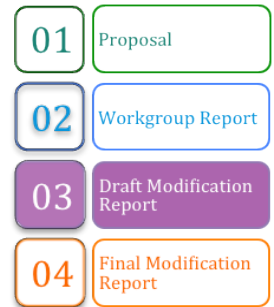 01
Proposal
02
Workgroup Report
03
Draft Modification
Report
04
Final Modification
Report